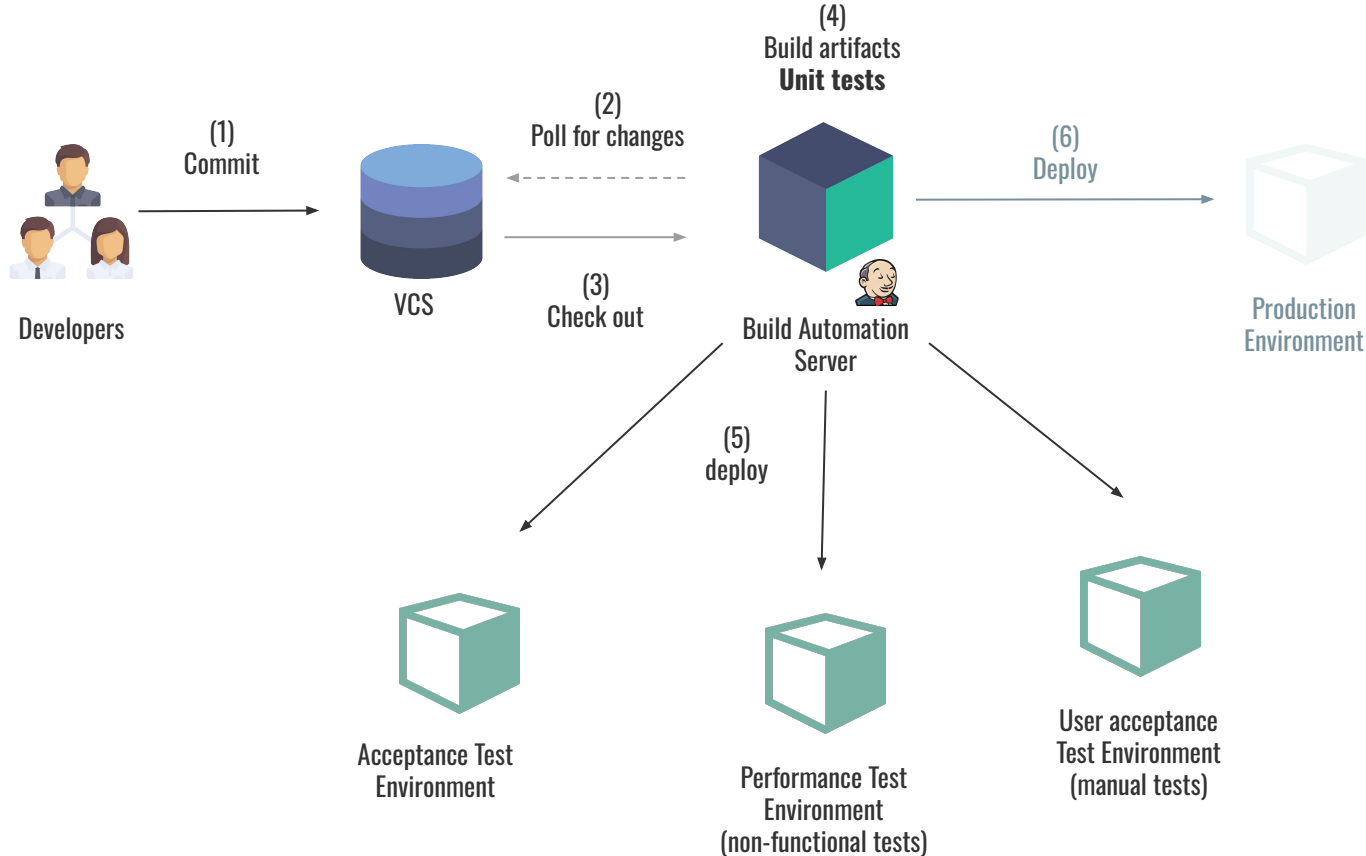 (1)
Commit
Developers
VCS
(2)
Poll for changes
(3)
Check out
(4)
Build artifacts
Unit tests
Build Automation
Server
(6)
Deploy
Production
Environment
(5)
deploy
Acceptance Test
Environment
Performance Test
Environment
(non-functional tests)
User acceptance
Test Environment
(manual tests)